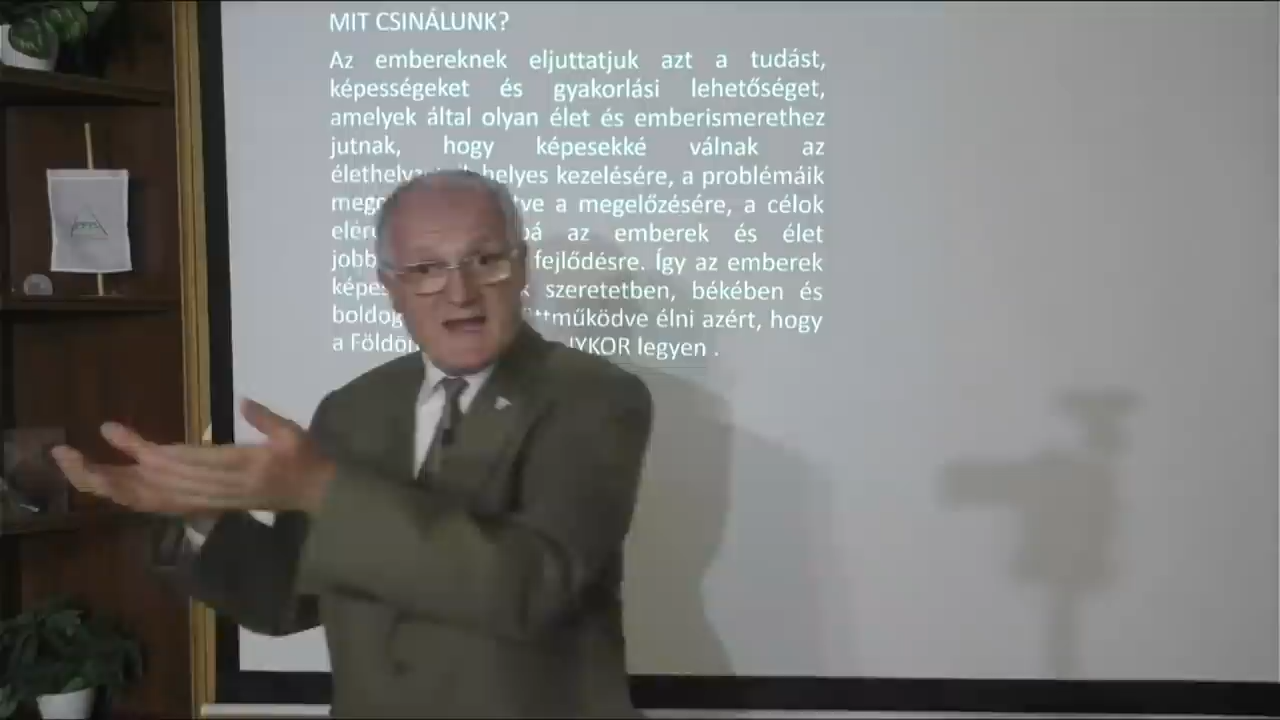 MIT CSINÁLUNK?
Az embereknek eljuttatjuk azt a tudást,
képességeket és gyakorlási lehetőséget,
amelyek által olyan élet és emberismerethez
jutnak, hogy képesekké válnak az
helyes kezelésére, a problémáik
a megelőzésére, a célok
az emberek és élet
fejlődésre. Így az emberek
szeretetben, békében és
élni azért, hogy
a legyen .